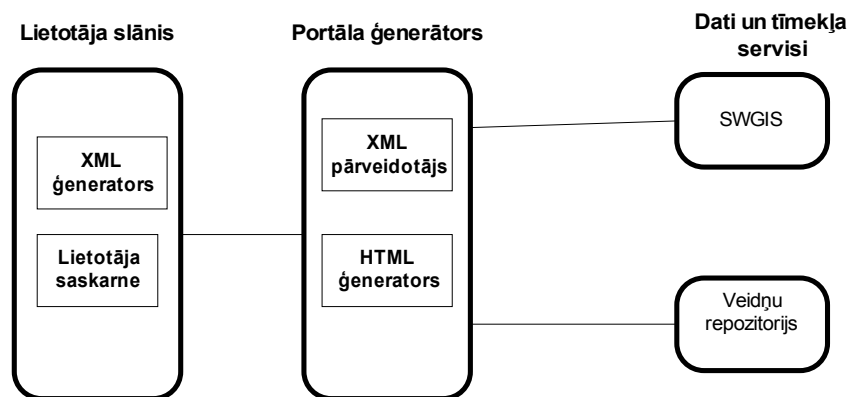 Lietotāja slānis
Portāla ģenerātors
Dati un tīmekļa
servisi
XML
ģenerators
Lietotāja
saskarne
XML
pārveidotājs
HTML
ģenerators
SWGIS
Veidņu
repozitorijs